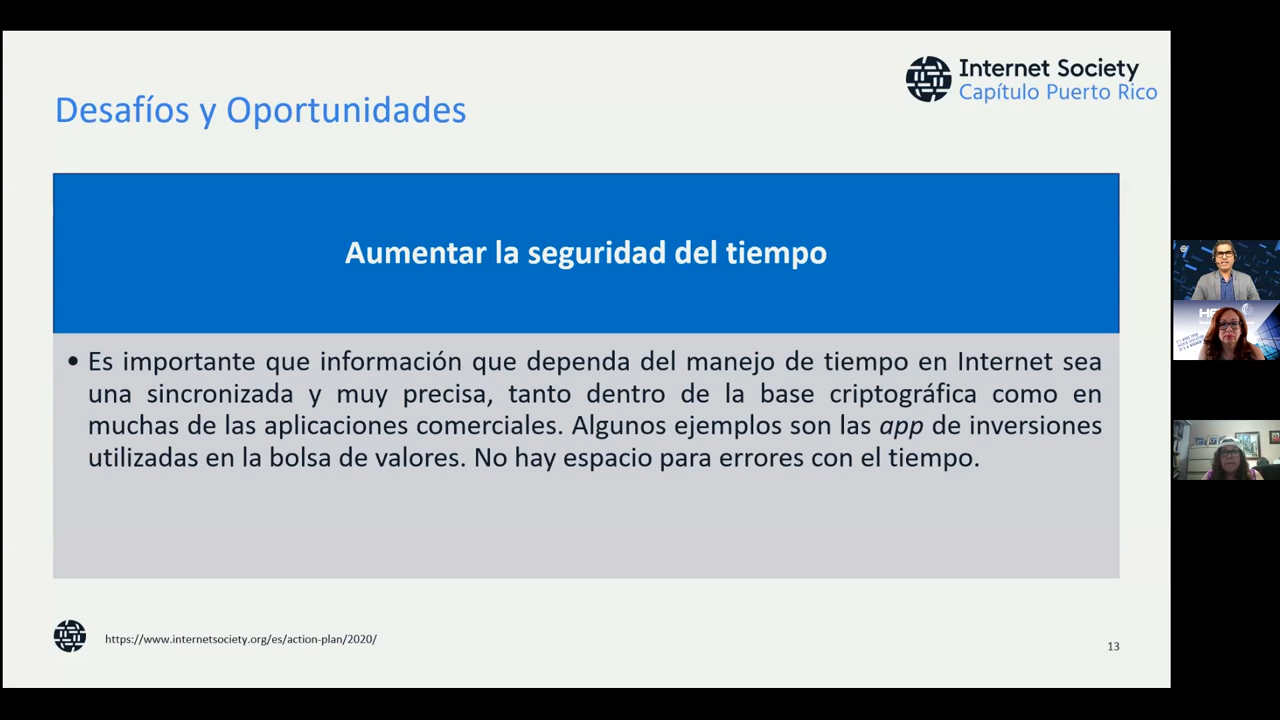 Internet Society
Capítulo Puerto Rico
Desafíos y Oportunidades
Aumentar la seguridad del tiempo
• Es importante que información que dependa del manejo de tiempo en Internet sea
una sincronizada y muy precisa, tanto dentro de la base criptográfica como en
muchas de las aplicaciones comerciales. Algunos ejemplos son las app de inversiones
utilizadas en la bolsa de valores. No hay espacio para errores con el tiempo.
https://www.internetsociety.org/es/action-plan/2020/
13